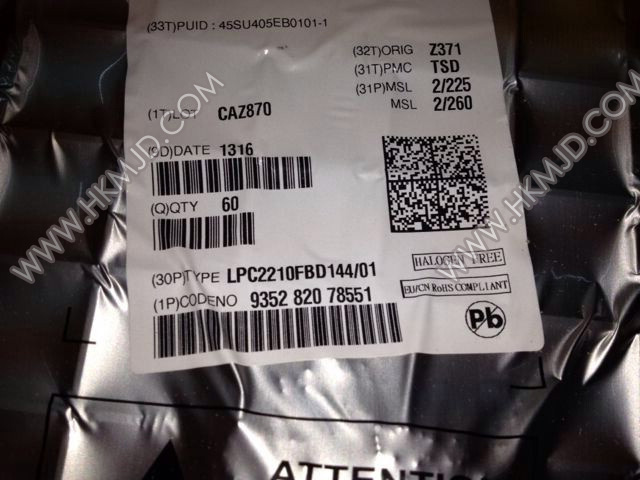 (33T)PUID : 45SU405EB0101-1
(32T)ORIG Z371
(31T)PMC TSD
(31P)MSL 2/225
MSL 2/260
(1T)LOT CAZ870
(9D)DATE 1316
(Q)QTY 60
(30P)TYPE LPC2210FBD144/01
(1P)CODENO 9352 820 78551
HALOGEN FREE
EU/CN RoHS COMPLIANT
Pb
WWW.HKMJD.COM
WWW.HKMJD.COM
WWW.HKMJD.COM